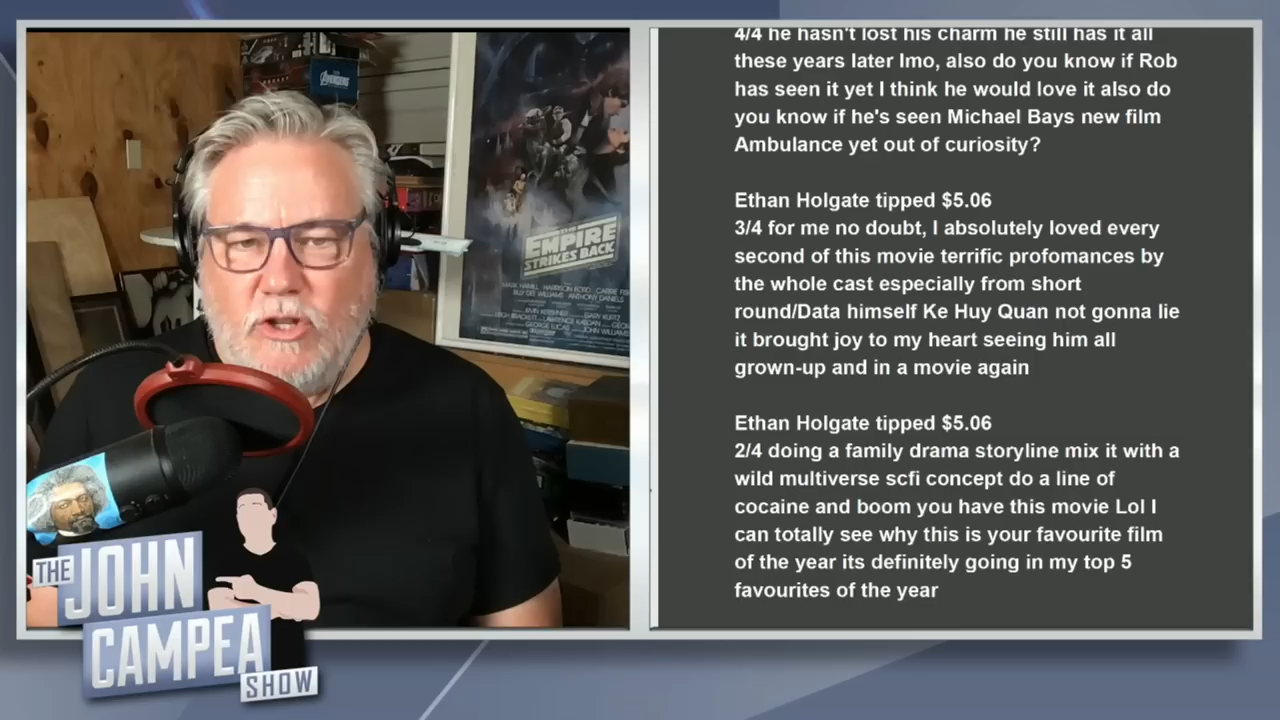 AVENGERS
THE
EMPIRE
STRIKES BACK
THE
JOHN
CAMPEA
SHOW
4/4 he hasn't lost his charm he still has it all
these years later Imo, also do you know if Rob
has seen it yet I think he would love it also do
you know if he's seen Michael Bays new film
Ambulance yet out of curiosity?
Ethan Holgate tipped $5.06
3/4 for me no doubt, I absolutely loved every
second of this movie terrific profomances by
the whole cast especially from short
round/Data himself Ke Huy Quan not gonna lie
it brought joy to my heart seeing him all
grown-up and in a movie again
Ethan Holgate tipped $5.06
2/4 doing a family drama storyline mix it with a
wild multiverse scfi concept do a line of
cocaine and boom you have this movie Lol I
can totally see why this is your favourite film
of the year its definitely going in my top 5
favourites of the year